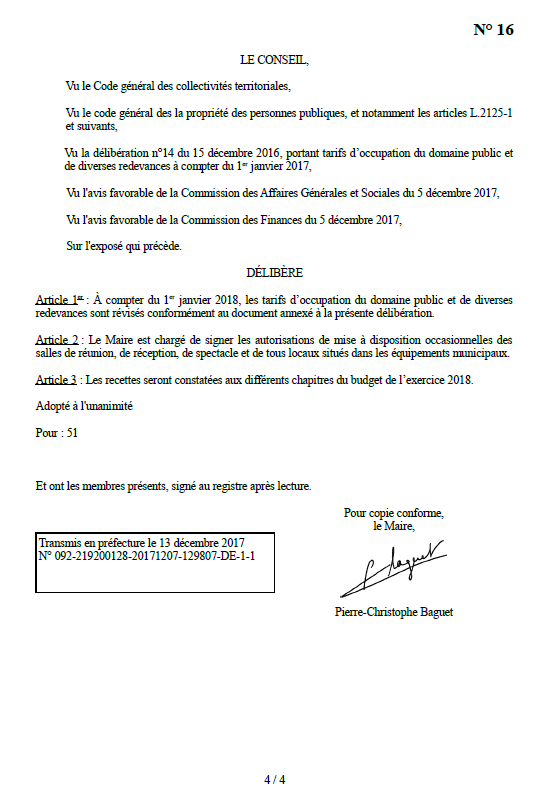 N° 16
LE CONSEIL,
Vu le Code général des collectivités territoriales,
Vu le code général des la propriété des personnes publiques, et notamment les articles L.2125-1
et suivants,
Vu la délibération n°14 du 15 décembre 2016, portant tarifs d'occupation du domaine public et
de diverses redevances à compter du 1er janvier 2017,
Vu l'avis favorable de la Commission des Affaires Générales et Sociales du 5 décembre 2017,
Vu l'avis favorable de la Commission des Finances du 5 décembre 2017,
Sur l'exposé qui précède.
DÉLIBÈRE
Article 1er : À compter du 1er janvier 2018, les tarifs d'occupation du domaine public et de diverses
redevances sont révisés conformément au document annexé à la présente délibération.
Article 2 : Le Maire est chargé de signer les autorisations de mise à disposition occasionnelles des
salles de réunion, de réception, de spectacle et de tous locaux situés dans les équipements municipaux.
Article 3 : Les recettes seront constatées aux différents chapitres du budget de l'exercice 2018.
Adopté à l'unanimité
Pour : 51
Et ont les membres présents, signé au registre après lecture.
Pour copie conforme,
le Maire,
Transmis en préfecture le 13 décembre 2017
N° 092-219200128-20171207-129807-DE-1-1
Pierre-Christophe Baguet
4 / 4